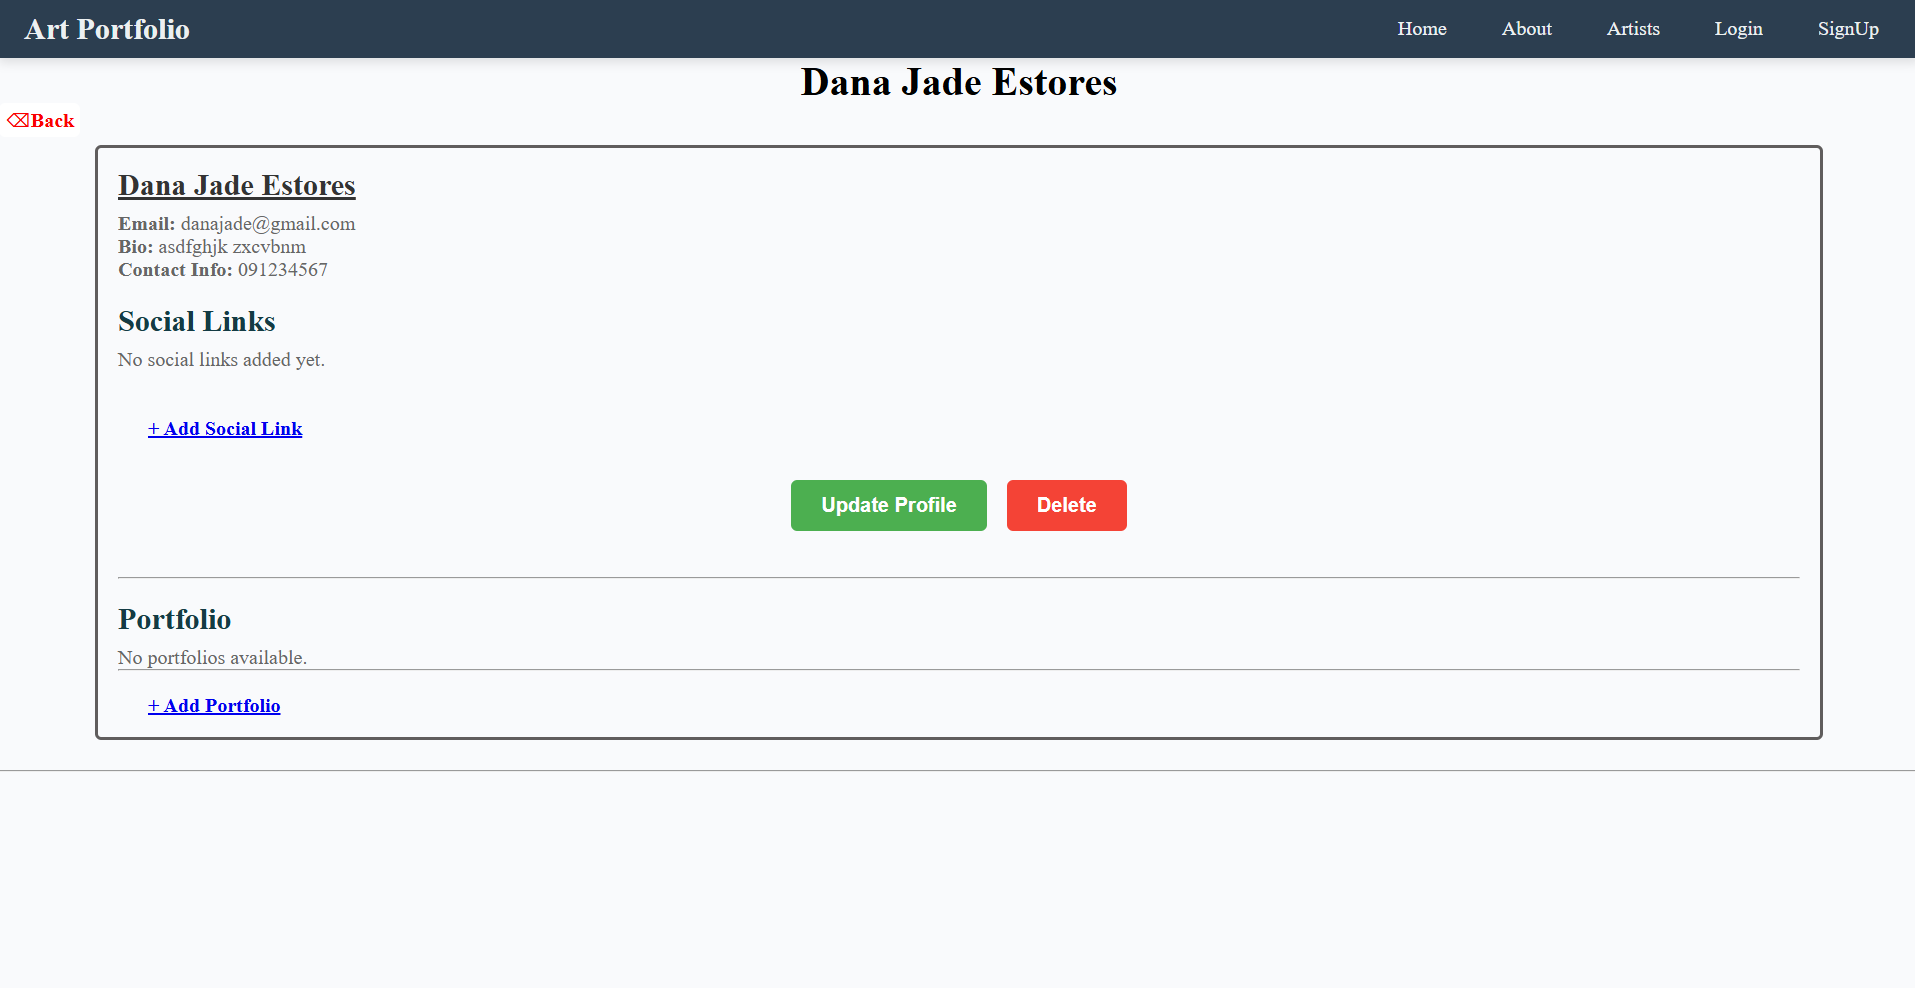 Art Portfolio Home About Artists Login SignUp
Dana Jade Estores
⌫Back
Dana Jade Estores
Email: danajade@gmail.com
Bio: asdfghjk zxcvbnm
Contact Info: 091234567
Social Links
No social links added yet.
+ Add Social Link
Update Profile Delete
Portfolio
No portfolios available.
+ Add Portfolio